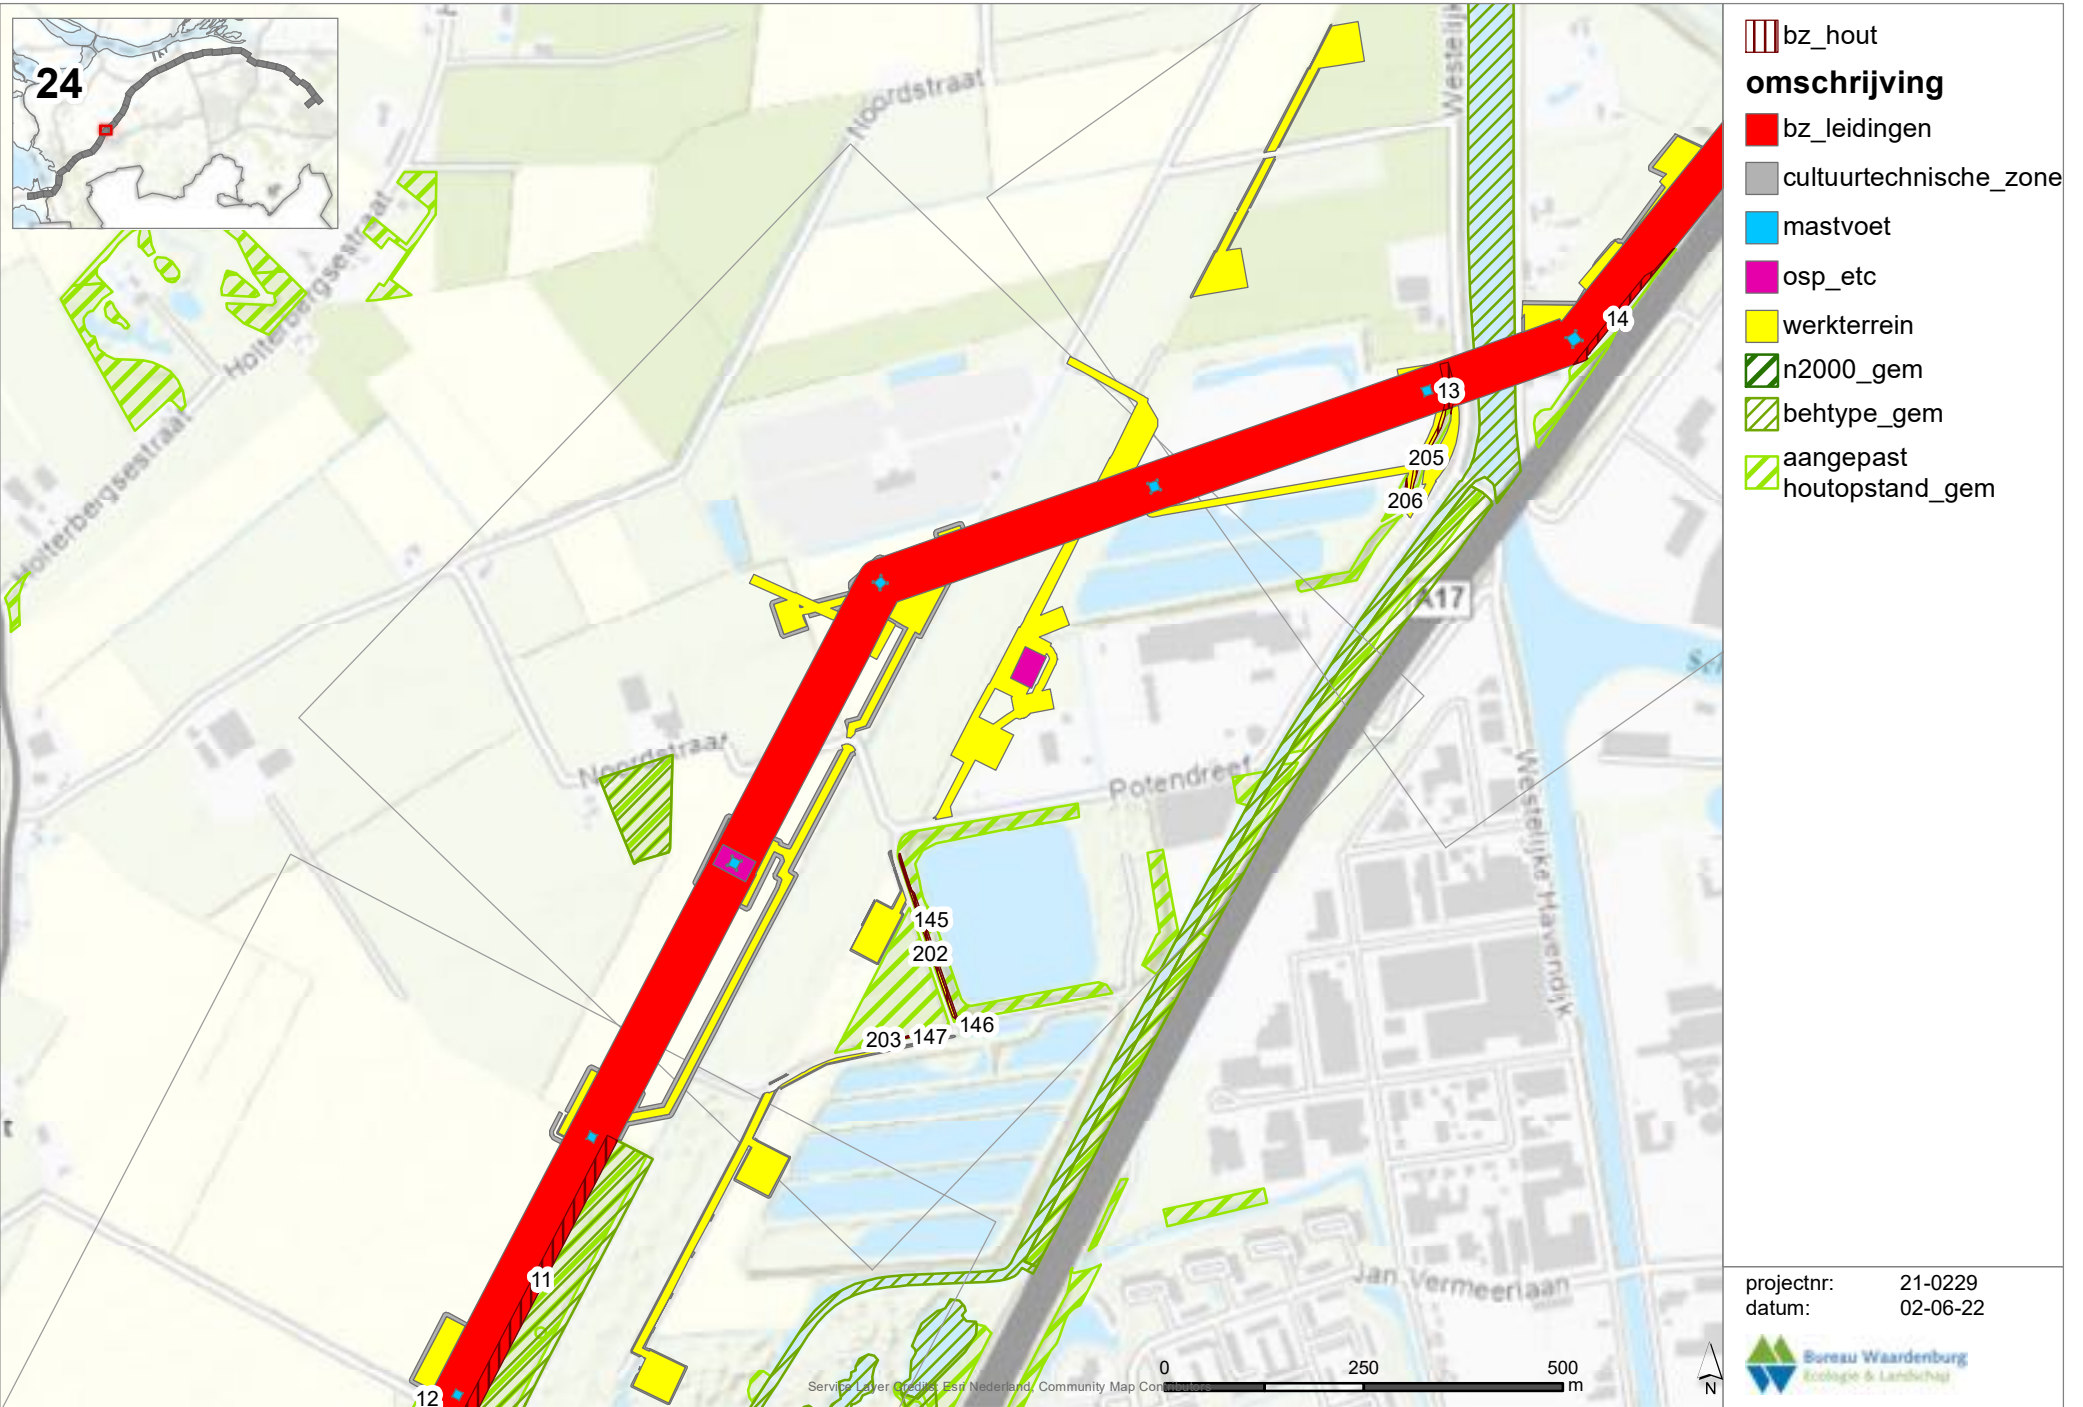 24
Noordstraat
Holterbergsestraat
Holterbergsestraat
14
13
205
206
A17
Noordstraat
Potendreef
Westelijke Havendijk
145
202
146
203
147
11
12
Jan Vermeerlaan
0
250
500
m
N
Service Layer Credits: Esri Nederland, Community Map Contributors
bz_hout
omschrijving
bz_leidingen
cultuurtechnische_zone
mastvoet
osp_etc
werkterrein
n2000_gem
behtype_gem
aangepast
houtopstand_gem
projectnr: 21-0229
datum: 02-06-22
Bureau Waardenburg
Ecologie & Landschap